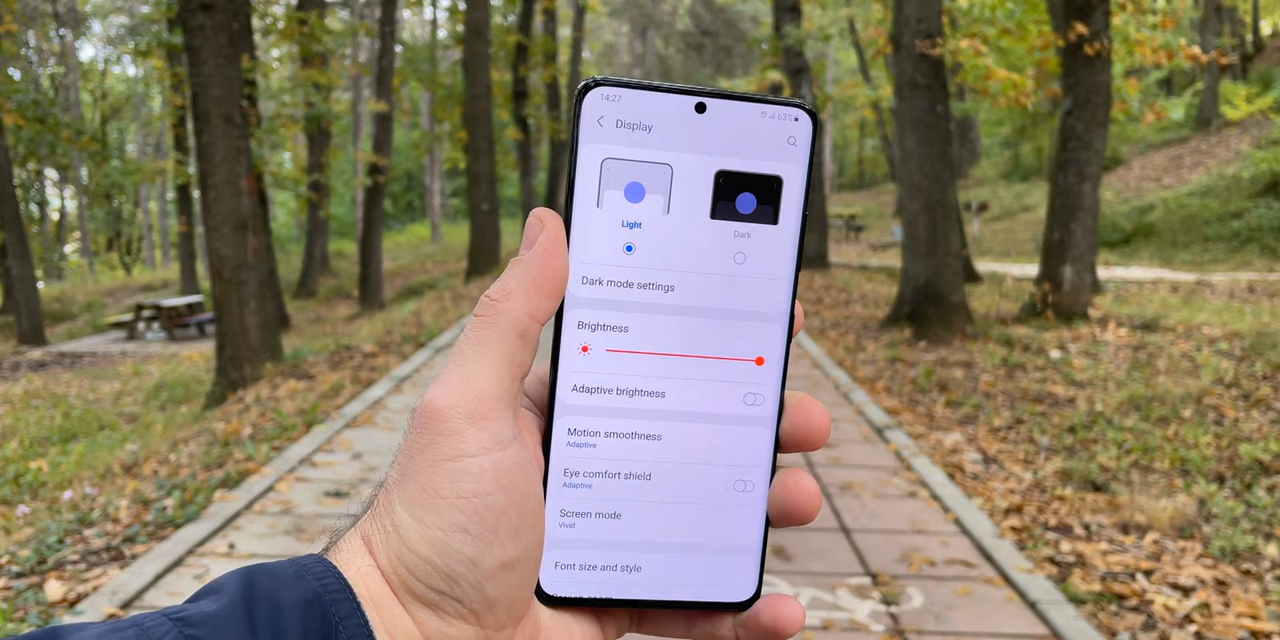 14:27
63%
Display
Light
Dark
Dark mode settings
Brightness
Adaptive brightness
Motion smoothness
Adaptive
Eye comfort shield
Adaptive
Screen mode
Vivid
Font size and style